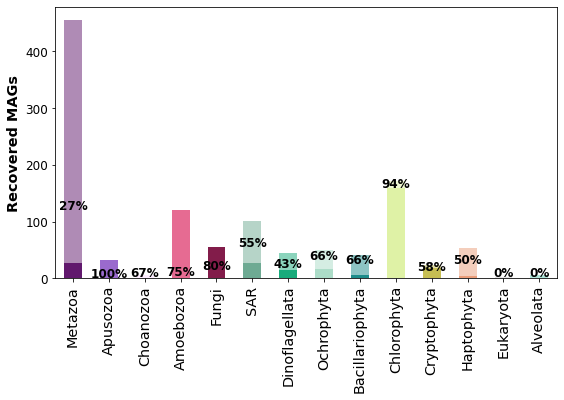 Recovered MAGs
400
300
200
100
0
27%
100%
67%
75%
80%
55%
43%
66%
66%
94%
58%
50%
0%
0%
Metazoa
Apusozoa
Choanozoa
Amoebozoa
Fungi
SAR
Dinoflagellata
Ochrophyta
Bacillariophyta
Chlorophyta
Cryptophyta
Haptophyta
Eukaryota
Alveolata